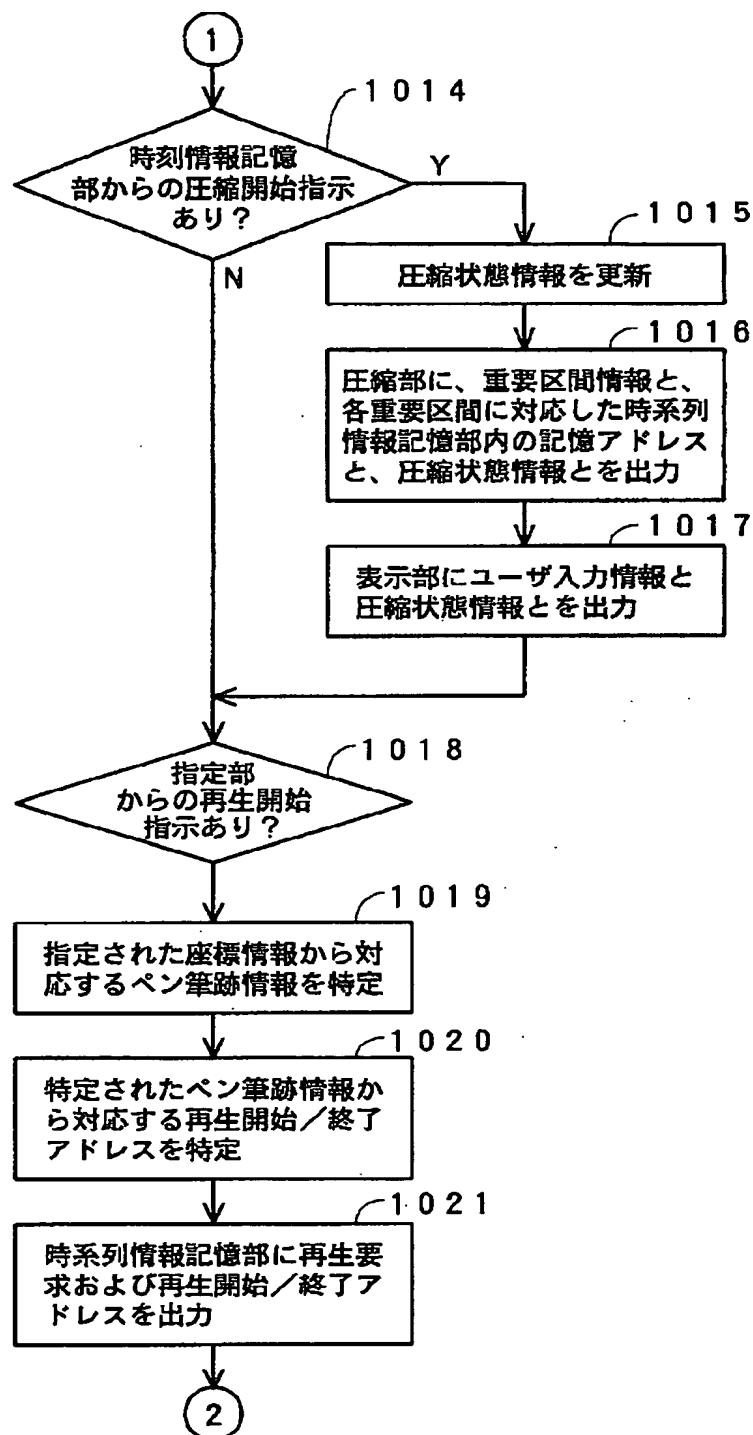 1
1014
時刻情報記憶
部からの圧縮開始指示
あり？
Y
N
1015
圧縮状態情報を更新
1016
圧縮部に、重要区間情報と、
各重要区間に対応した時系列
情報記憶部内の記憶アドレス
と、圧縮状態情報とを出力
1017
表示部にユーザ入力情報と
圧縮状態情報とを出力
1018
指定部
からの再生開始
指示あり？
1019
指定された座標情報から対
応するペン筆跡情報を特定
1020
特定されたペン筆跡情報か
ら対応する再生開始／終了
アドレスを特定
1021
時系列情報記憶部に再生要
求および再生開始／終了ア
ドレスを出力
2